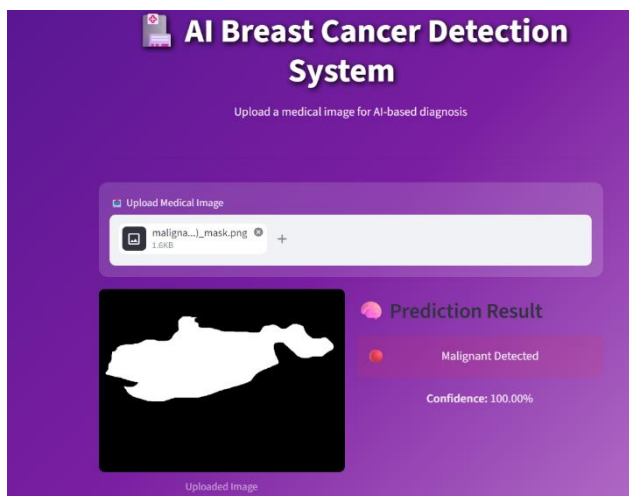 AI Breast Cancer Detection
System
Upload a medical image for AI-based diagnosis
Upload Medical Image
maligna...)_mask.png
1.6KB
Prediction Result
Malignant Detected
Confidence: 100.00%
Uploaded Image